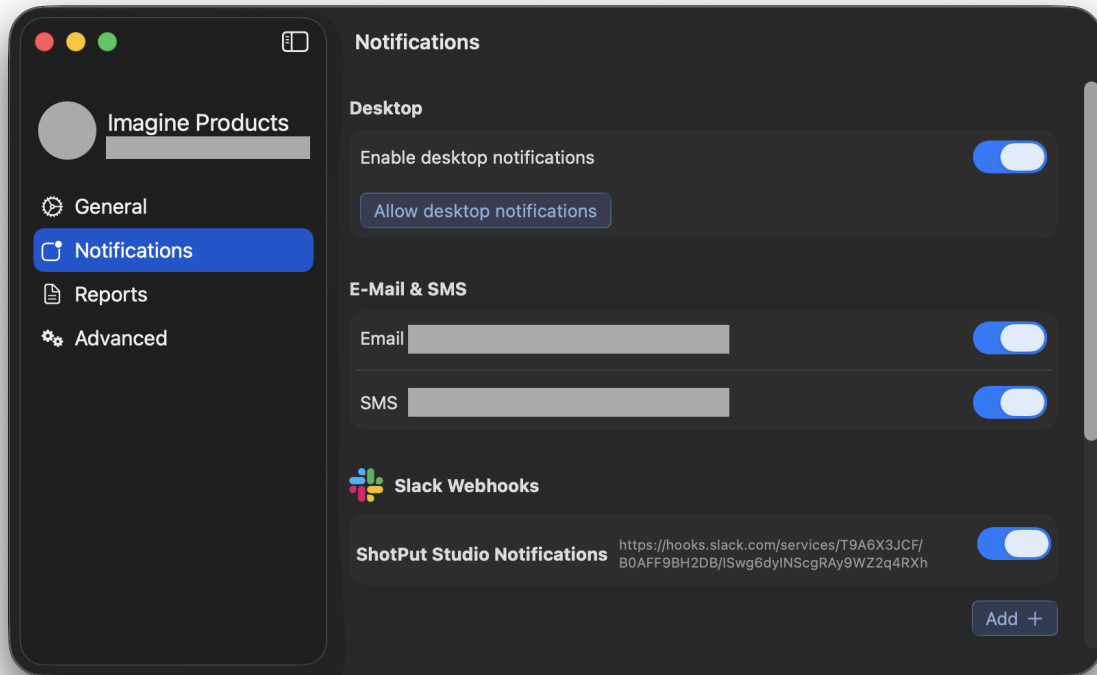 Notifications
Imagine Products
General
Notifications
Reports
Advanced
Desktop
Enable desktop notifications
Allow desktop notifications
E-Mail & SMS
Email
SMS
Slack Webhooks
ShotPut Studio Notifications
https://hooks.slack.com/services/T9A6X3JCF/
B0AFF9BH2DB/ISwg6dyINScgRAy9WZ2q4RXh
Add +